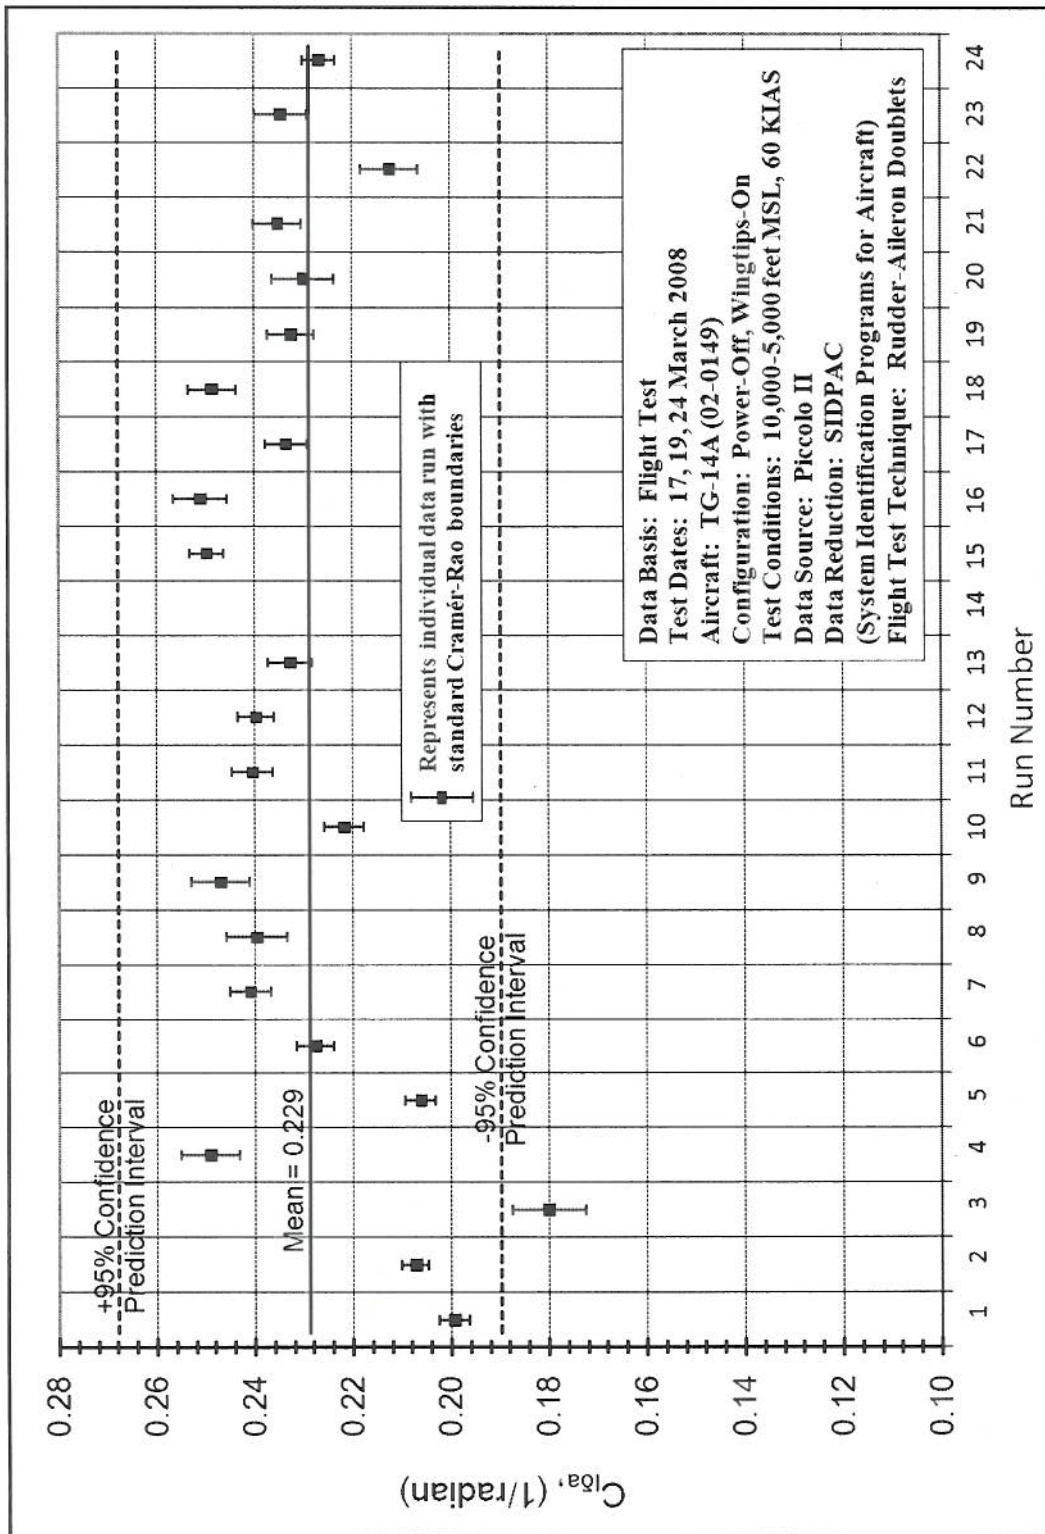 +95% Confidence
Prediction Interval
Mean = 0.229
-95% Confidence
Prediction Interval
Represents individual data run with
standard Cramér-Rao boundaries
Data Basis: Flight Test
Test Dates: 17, 19, 24 March 2008
Aircraft: TG-14A (02-0149)
Configuration: Power-Off, Wingtips-On
Test Conditions: 10,000-5,000 feet MSL, 60 KIAS
Data Source: Piccolo II
Data Reduction: SIDPAC
(System Identification Programs for Aircraft)
Flight Test Technique: Rudder-Aileron Doublets
0.28
0.26
0.24
0.22
0.20
0.18
0.16
0.14
0.12
0.10
Clδa, (1/radian)
1 2 3 4 5 6 7 8 9 10 11 12 13 14 15 16 17 18 19 20 21 22 23 24
Run Number